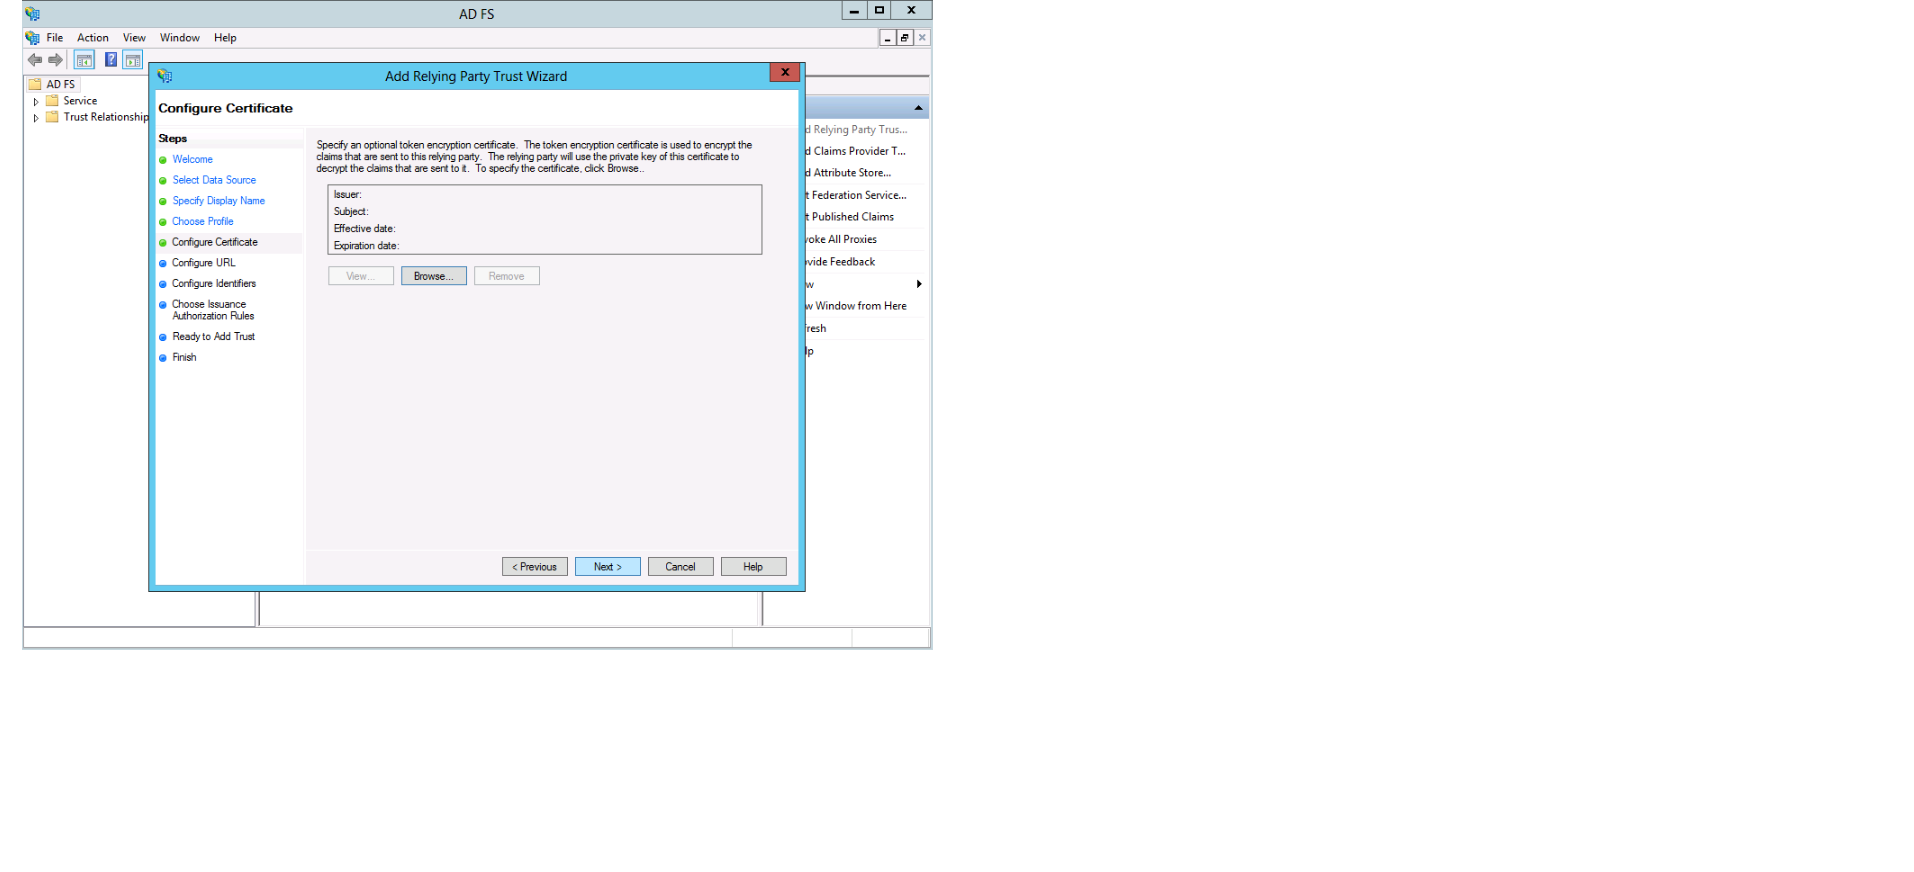 AD FS
File Action View Window Help
Add Relying Party Trust Wizard
AD FS
Service
Trust Relationship
Configure Certificate
Steps
Welcome
Select Data Source
Specify Display Name
Choose Profile
Configure Certificate
Configure URL
Configure Identifiers
Choose Issuance
Authorization Rules
Ready to Add Trust
Finish
Specify an optional token encryption certificate. The token encryption certificate is used to encrypt the
claims that are sent to this relying party. The relying party will use the private key of this certificate to
decrypt the claims that are sent to it. To specify the certificate, click Browse..
Issuer:
Subject:
Effective date:
Expiration date:
View... Browse... Remove
< Previous Next > Cancel Help
d Relying Party Trus...
d Claims Provider T...
d Attribute Store...
t Federation Service...
t Published Claims
voke All Proxies
vide Feedback
w
w Window from Here
fresh
lp